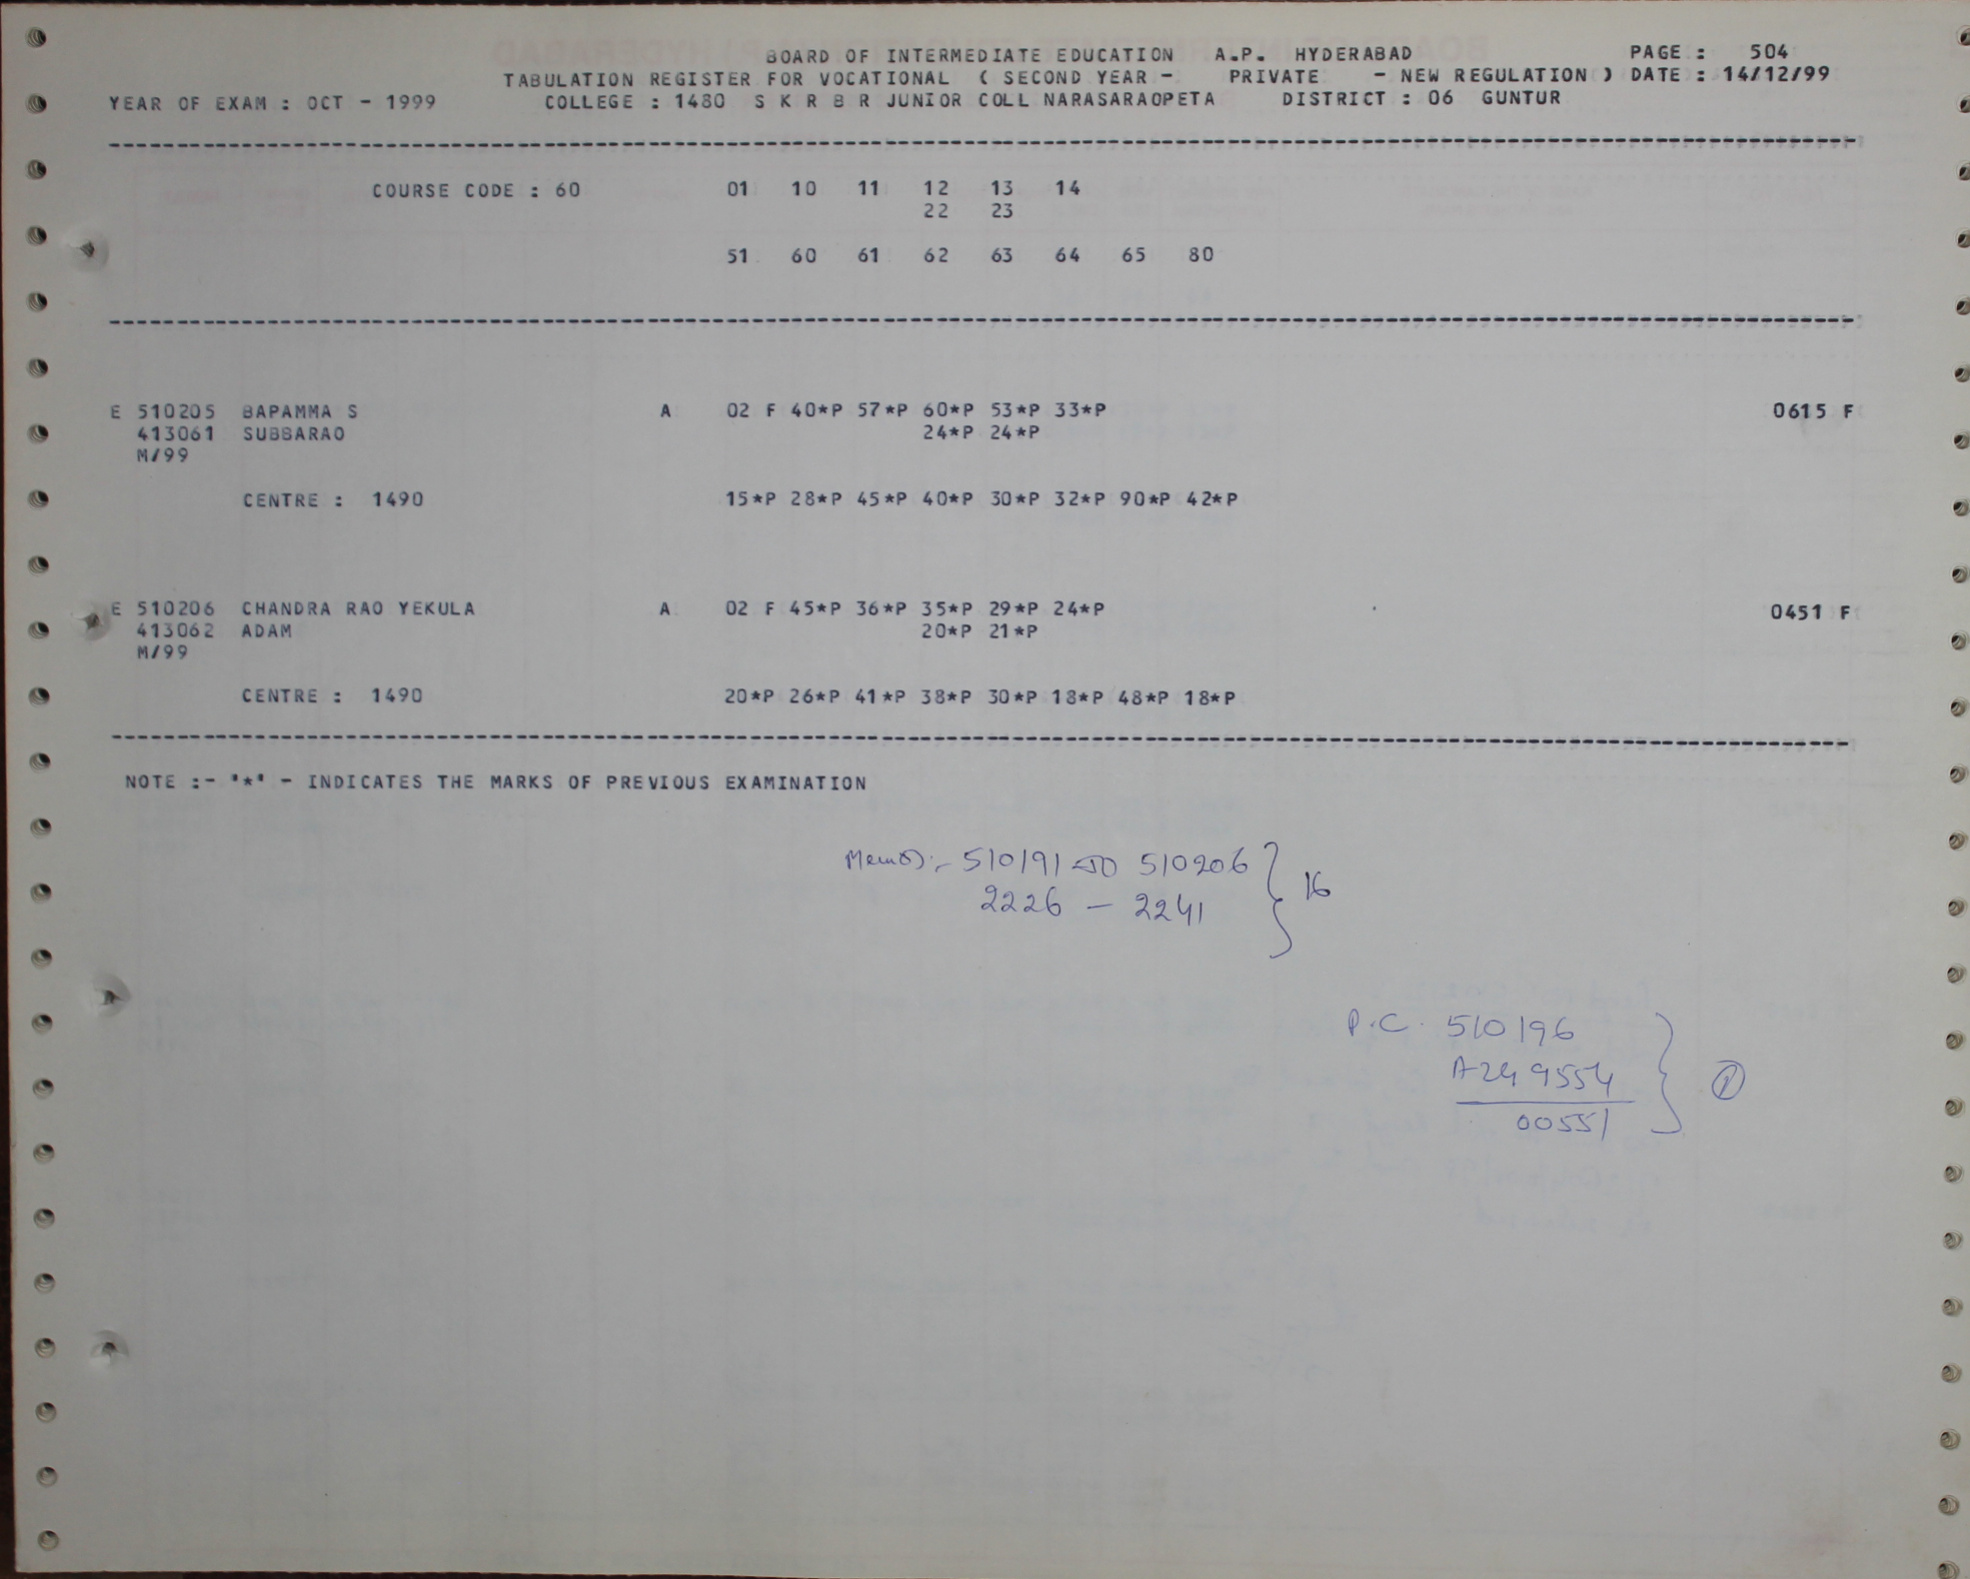 BOARD OF INTERMEDIATE EDUCATION A.P. HYDERABAD PAGE : 504
TABULATION REGISTER FOR VOCATIONAL ( SECOND YEAR - PRIVATE - NEW REGULATION ) DATE : 14/12/99
YEAR OF EXAM : OCT - 1999 COLLEGE : 1480 S K R B R JUNIOR COLL NARASARAOPETA DISTRICT : 06 GUNTUR
COURSE CODE : 60 01 10 11 12 13 14
22 23
51 60 61 62 63 64 65 80
E 510205 BAPAMMA S A 02 F 40*P 57*P 60*P 53*P 33*P 0615 F
413061 SUBBARAO 24*P 24*P
M/99
CENTRE : 1490 15*P 28*P 45*P 40*P 30*P 32*P 90*P 42*P
E 510206 CHANDRA RAO YEKULA A 02 F 45*P 36*P 35*P 29*P 24*P 0451 F
413062 ADAM 20*P 21*P
M/99
CENTRE : 1490 20*P 26*P 41*P 38*P 30*P 18*P 48*P 18*P
NOTE :- '*' - INDICATES THE MARKS OF PREVIOUS EXAMINATION
510191 TO 510206 } 16
2226 - 2241
P.C. 510196
A249554 } 1
00551